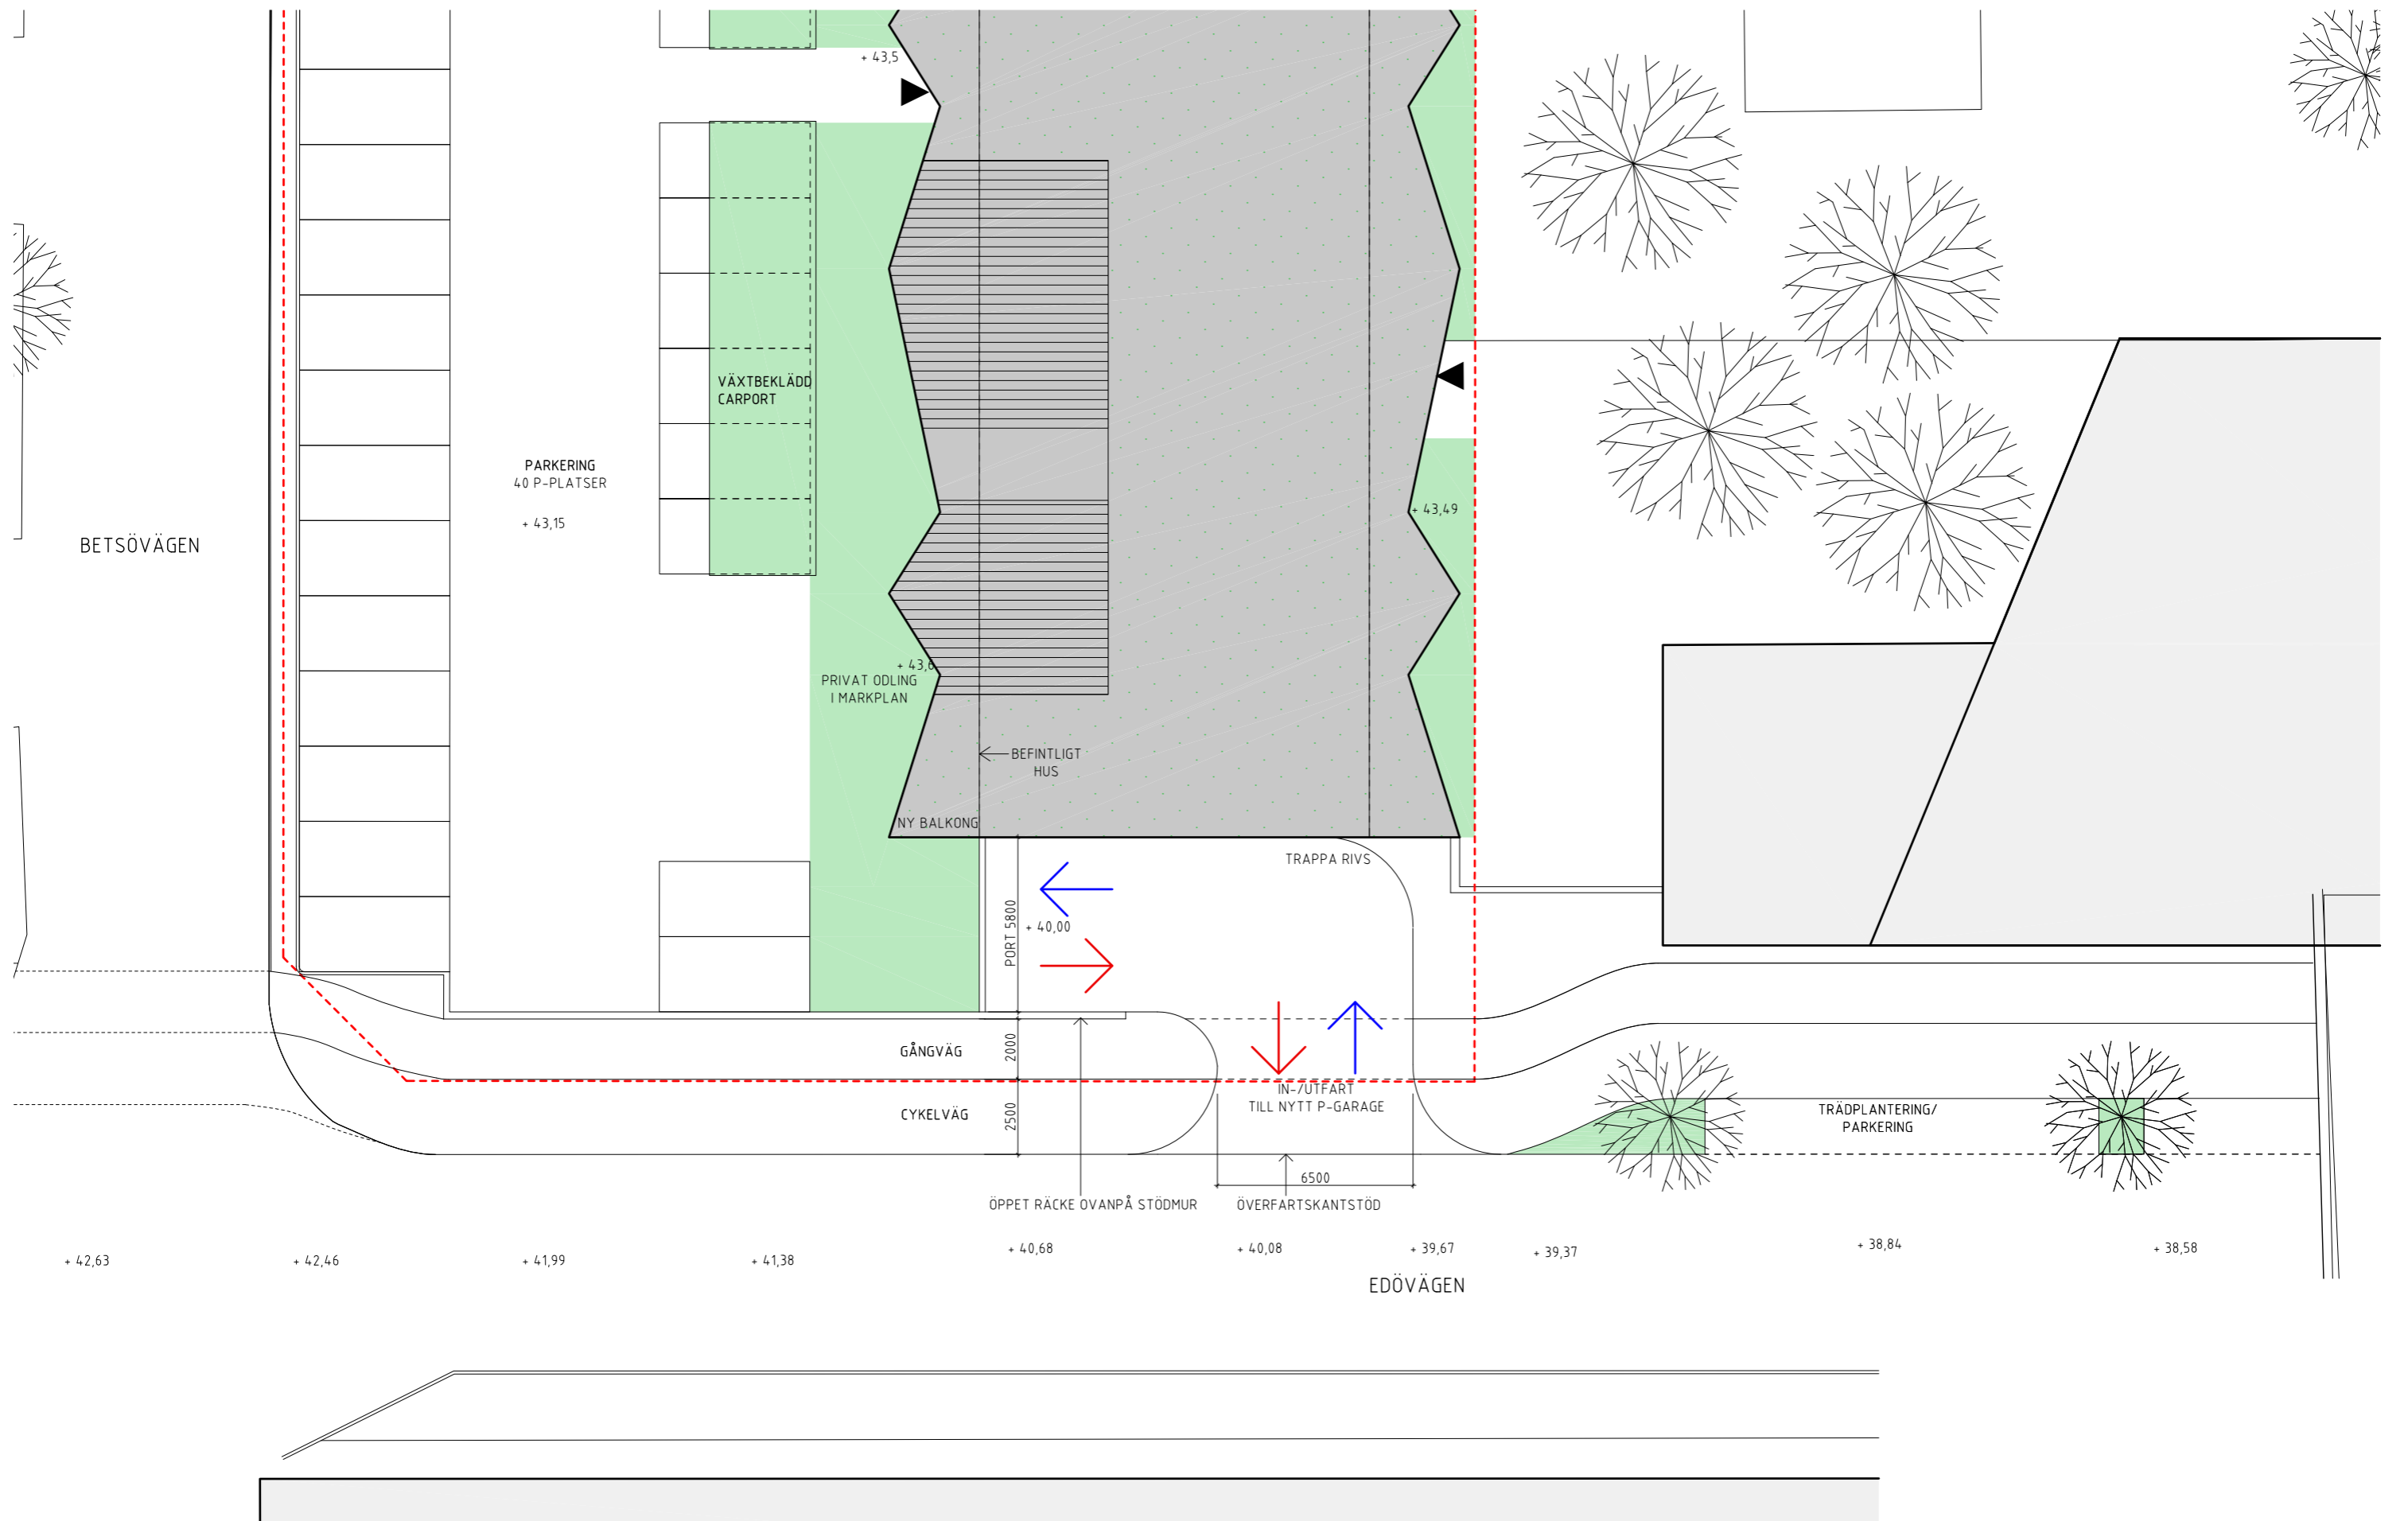 + 43,5
VÄXTBEKLÄDD
CARPORT
PARKERING
40 P-PLATSER
+ 43,15
BETSÖVÄGEN
+ 43,49
+ 43,6
PRIVAT ODLING
I MARKPLAN
BEFINTLIGT
HUS
NY BALKONG
TRAPPA RIVS
PORT 5800
+ 40,00
GÅNGVÄG
2000
CYKELVÄG
2500
IN-/UTFART
TILL NYTT P-GARAGE
TRÄDPLANTERING/
PARKERING
6500
ÖPPET RÄCKE OVANPÅ STÖDMUR
ÖVERFARTSKANTSTÖD
+ 42,63
+ 42,46
+ 41,99
+ 41,38
+ 40,68
+ 40,08
+ 39,67
+ 39,37
+ 38,84
+ 38,58
EDÖVÄGEN